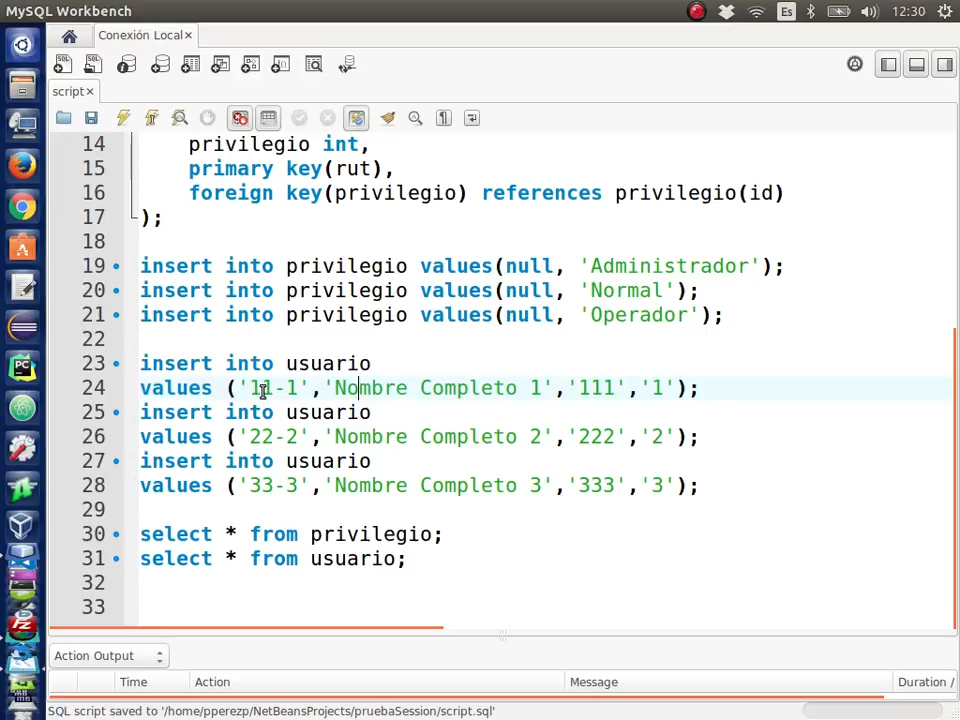 MySQL Workbench
Es
12:30
Conexión Local×
script×
14 privilegio int,
15 primary key(rut),
16 foreign key(privilegio) references privilegio(id)
17 );
18
19 insert into privilegio values(null, 'Administrador');
20 insert into privilegio values(null, 'Normal');
21 insert into privilegio values(null, 'Operador');
22
23 insert into usuario
24 values ('11-1','Nombre Completo 1','111','1');
25 insert into usuario
26 values ('22-2','Nombre Completo 2','222','2');
27 insert into usuario
28 values ('33-3','Nombre Completo 3','333','3');
29
30 select * from privilegio;
31 select * from usuario;
32
33
Action Output
Time Action Message Duration /
SQL script saved to '/home/pperezp/NetBeansProjects/pruebaSession/script.sql'